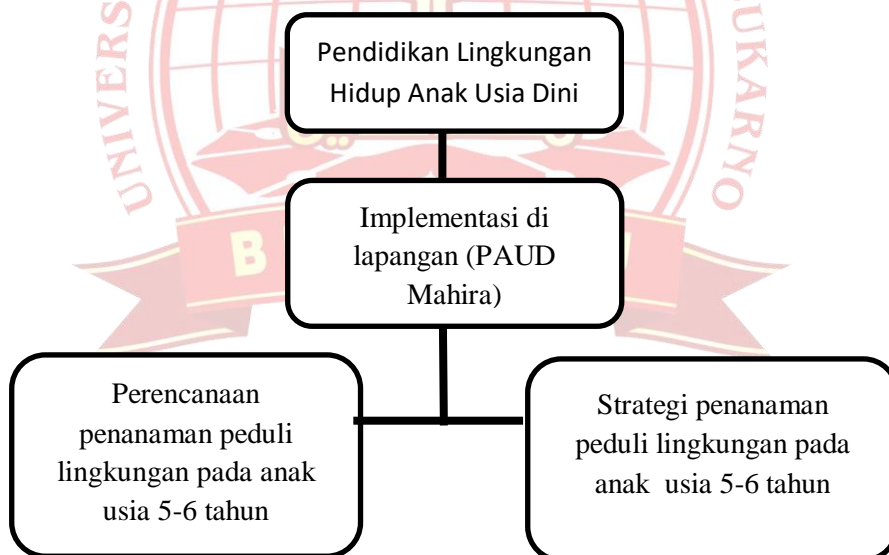 Pendidikan Lingkungan
Hidup Anak Usia Dini
Implementasi di
lapangan (PAUD
Mahira)
Perencanaan
penanaman peduli
lingkungan pada anak
usia 5-6 tahun
Strategi penanaman
peduli lingkungan pada
anak usia 5-6 tahun